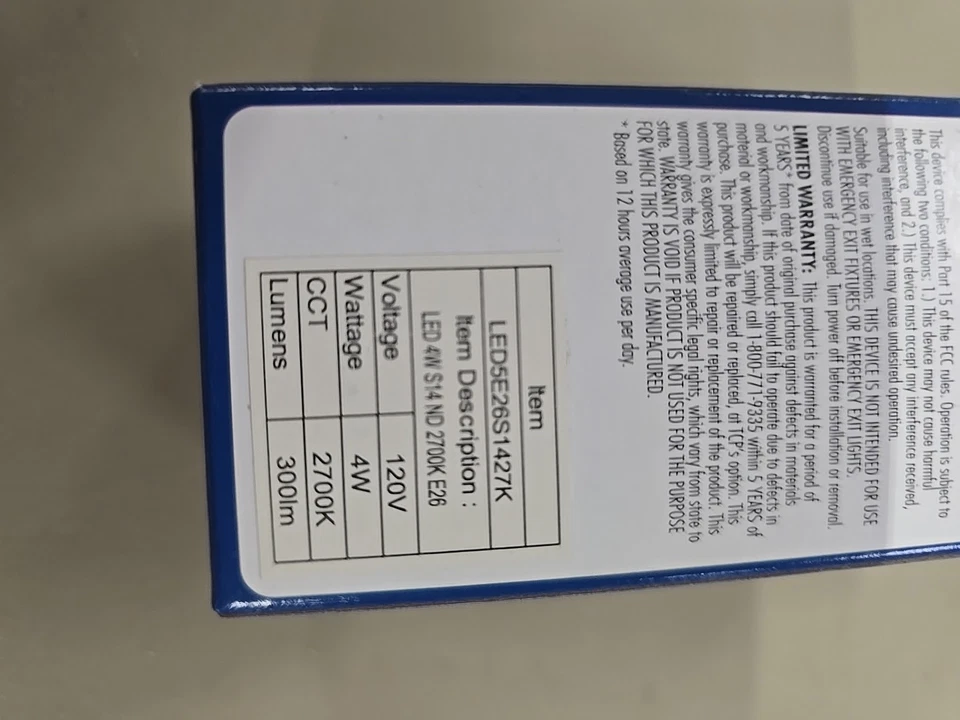 This device complies with Part 15 of the FCC rules. Operation is subject to
the following two conditions: 1.) This device may not cause harmful
interference, and 2.) This device must accept any interference received,
including interference that may cause undesired operation.
Suitable for use in wet locations. THIS DEVICE IS NOT INTENDED FOR USE
WITH EMERGENCY EXIT FIXTURES OR EMERGENCY EXIT LIGHTS.
Discontinue use if damaged. Turn power off before installation or removal.
LIMITED WARRANTY: This product is warranted for a period of
5 YEARS* from date of original purchase against defects in materials
and workmanship. If this product should fail to operate due to defects in
material or workmanship, simply call 1-800-771-9335 within 5 YEARS of
purchase. This product will be repaired or replaced, at TCP's option. This
warranty is expressly limited to repair or replacement of the product. This
warranty gives the consumer specific legal rights, which vary from state to
state. WARRANTY IS VOID IF PRODUCT IS NOT USED FOR THE PURPOSE
FOR WHICH THIS PRODUCT IS MANUFACTURED.
* Based on 12 hours average use per day.
Item
LED5E26S1427K
Item Description :
LED 4W S14 ND 2700K E26
Voltage 120V
Wattage 4W
CCT 2700K
Lumens 300lm